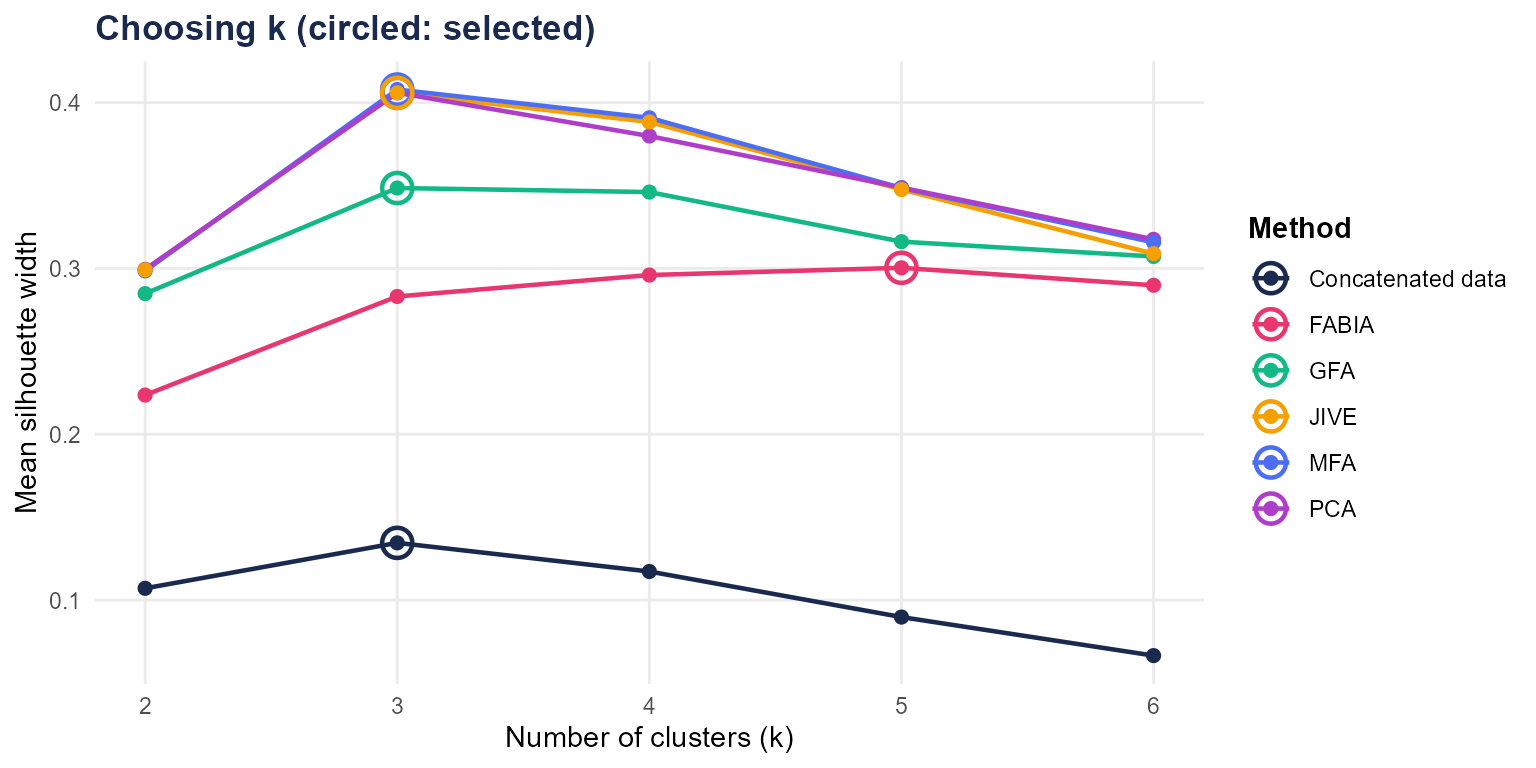 Choosing k (circled: selected)
Mean silhouette width
0.4
0.3
0.2
0.1
2 3 4 5 6
Number of clusters (k)
Method
Concatenated data
FABIA
GFA
JIVE
MFA
PCA